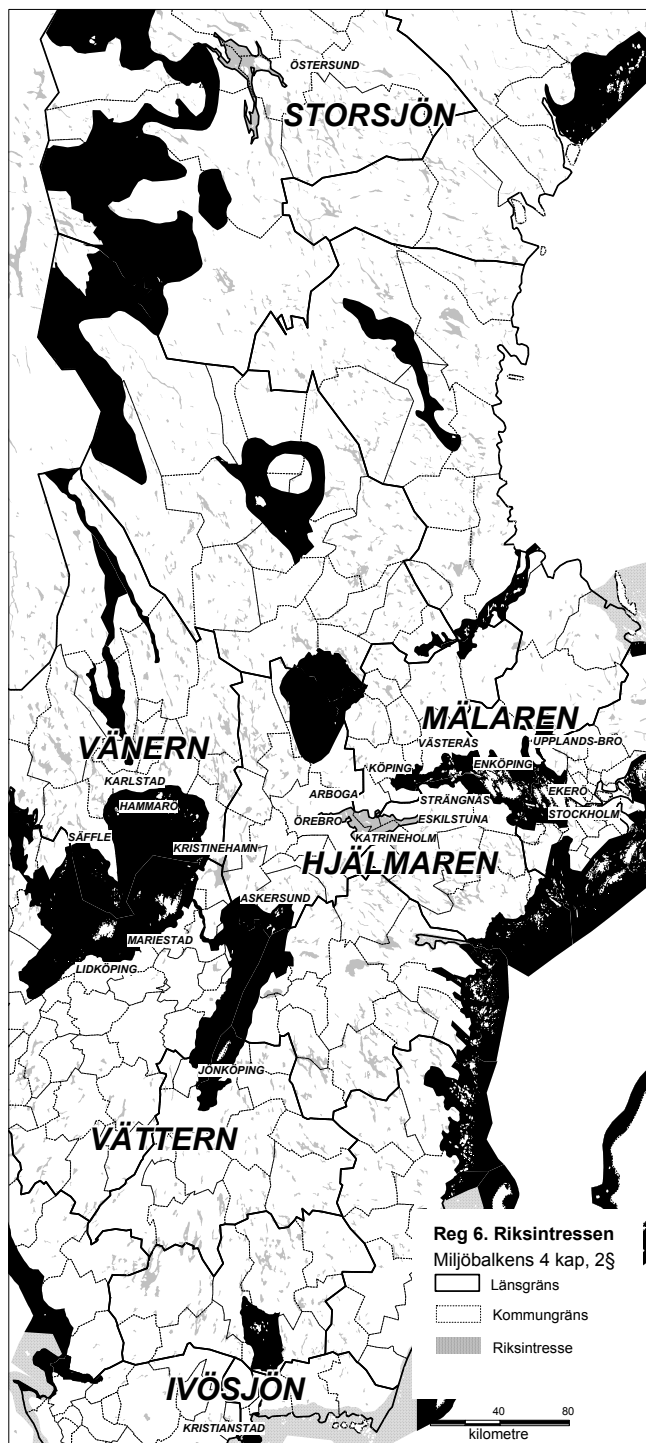 ÖSTERSUND
STORSJÖN
MÄLAREN
VÄNERN
VÄSTERÅS
UPPLANDS-BRO
KÖPING
ENKÖPING
KARLSTAD
EKERÖ
ARBOGA
STRÄNGNÄS
HAMMARÖ
STOCKHOLM
ÖREBRO
ESKILSTUNA
SÄFFLE
KATRINEHOLM
KRISTINEHAMN
HJÄLMAREN
ASKERSUND
MARIESTAD
LIDKÖPING
JÖNKÖPING
VÄTTERN
Reg 6. Riksintressen
Miljöbalkens 4 kap, 2§
Länsgräns
Kommungräns
Riksintresse
IVÖSJÖN
KRISTIANSTAD
0 40 80
kilometre